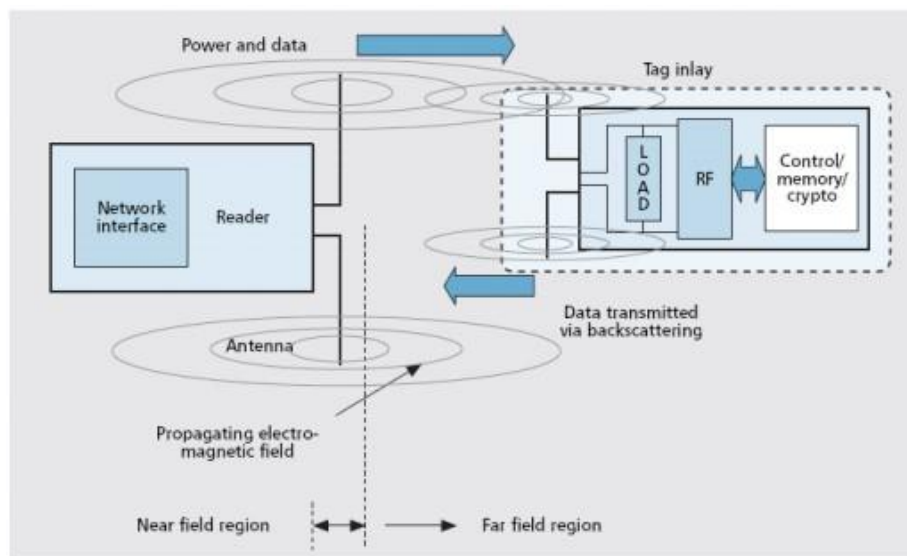 Power and data
Tag inlay
Network
interface
Reader
L
O
A
D
RF
Control/
memory/
crypto
Data transmitted
via backscattering
Antenna
Propagating electro-
magnetic field
Near field region
Far field region